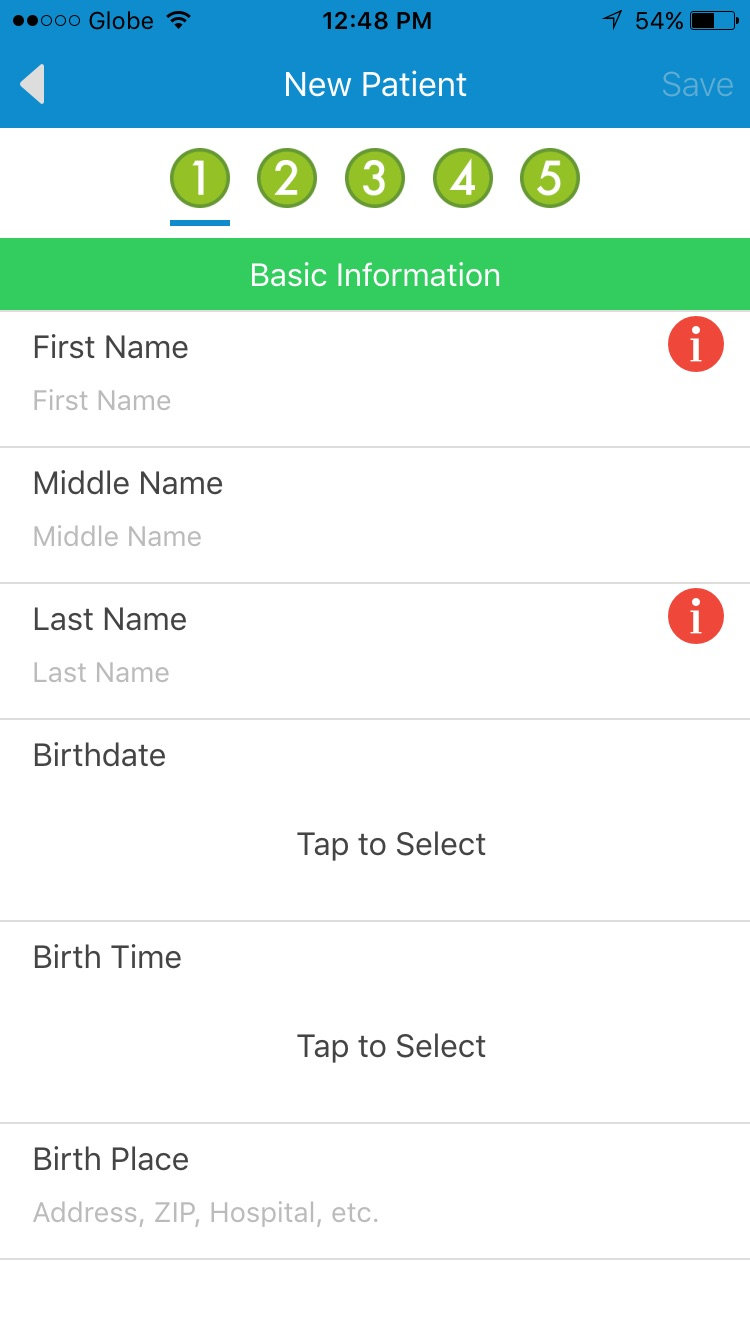 Globe 12:48 PM 54%
New Patient Save
1 2 3 4 5
Basic Information
First Name i
First Name
Middle Name
Middle Name
Last Name i
Last Name
Birthdate
Tap to Select
Birth Time
Tap to Select
Birth Place
Address, ZIP, Hospital, etc.